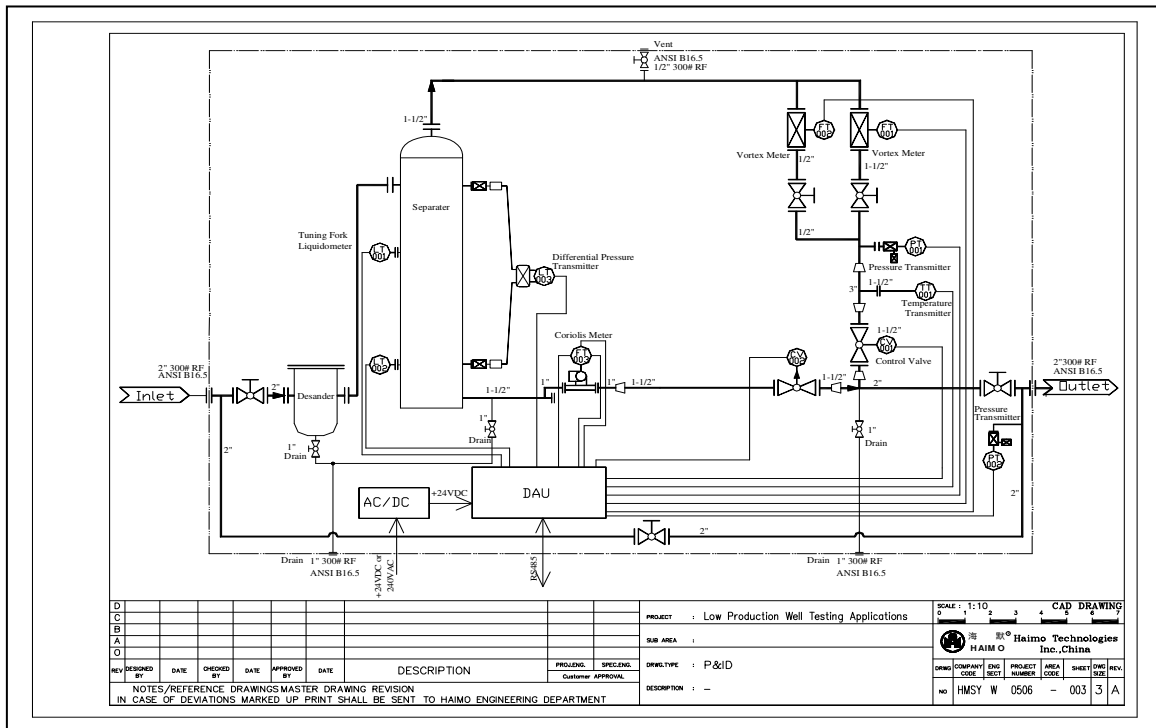 Vent
ANSI B16.5
1/2" 300# RF
1-1/2"
FT 002
FT 001
Vortex Meter
Vortex Meter
1/2"
1-1/2"
Separater
1/2"
Tuning Fork
Liquidometer
LT 001
PT 001
Differential Pressure
Transmitter
LT 003
Pressure Transmitter
3"
1-1/2"
TT 001
Temperature
Transmitter
Coriolis Meter
1-1/2"
CV 001
FT 003
CV 002
Control Valve
LT 002
2" 300# RF
ANSI B16.5
2"300# RF
ANSI B16.5
2"
1-1/2"
1"
1"
1-1/2"
1-1/2"
2"
Inlet
Desander
Outlet
Pressure
Transmitter
1"
Drain
1"
Drain
1"
Drain
2"
PT 002
AC/DC
+24VDC
DAU
2"
2"
Drain
1" 300# RF
ANSI B16.5
+24VDC or
240VAC
RS485
Drain
1" 300# RF
ANSI B16.5
D
C
B
A
O
REV DESIGNED BY DATE CHECKED BY DATE APPROVED BY DATE DESCRIPTION PROJ.ENG. SPEC.ENG.
Customer APPROVAL
NOTES/REFERENCE DRAWINGS MASTER DRAWING REVISION
IN CASE OF DEVIATIONS MARKED UP PRINT SHALL BE SENT TO HAIMO ENGINEERING DEPARTMENT
PROJECT : Low Production Well Testing Applications
SUB AREA :
DRWG.TYPE : P&ID
DESCRIPTION : –
SCALE : 1:10 CAD DRAWING
0 1 2 3 4 5 6 7
海 默® Haimo Technologies
HAIMO Inc.,China
DRWG COMPANY CODE ENG SECT PROJECT NUMBER AREA CODE SHEET DWG SIZE REV.
NO HMSY W 0506 – 003 3 A